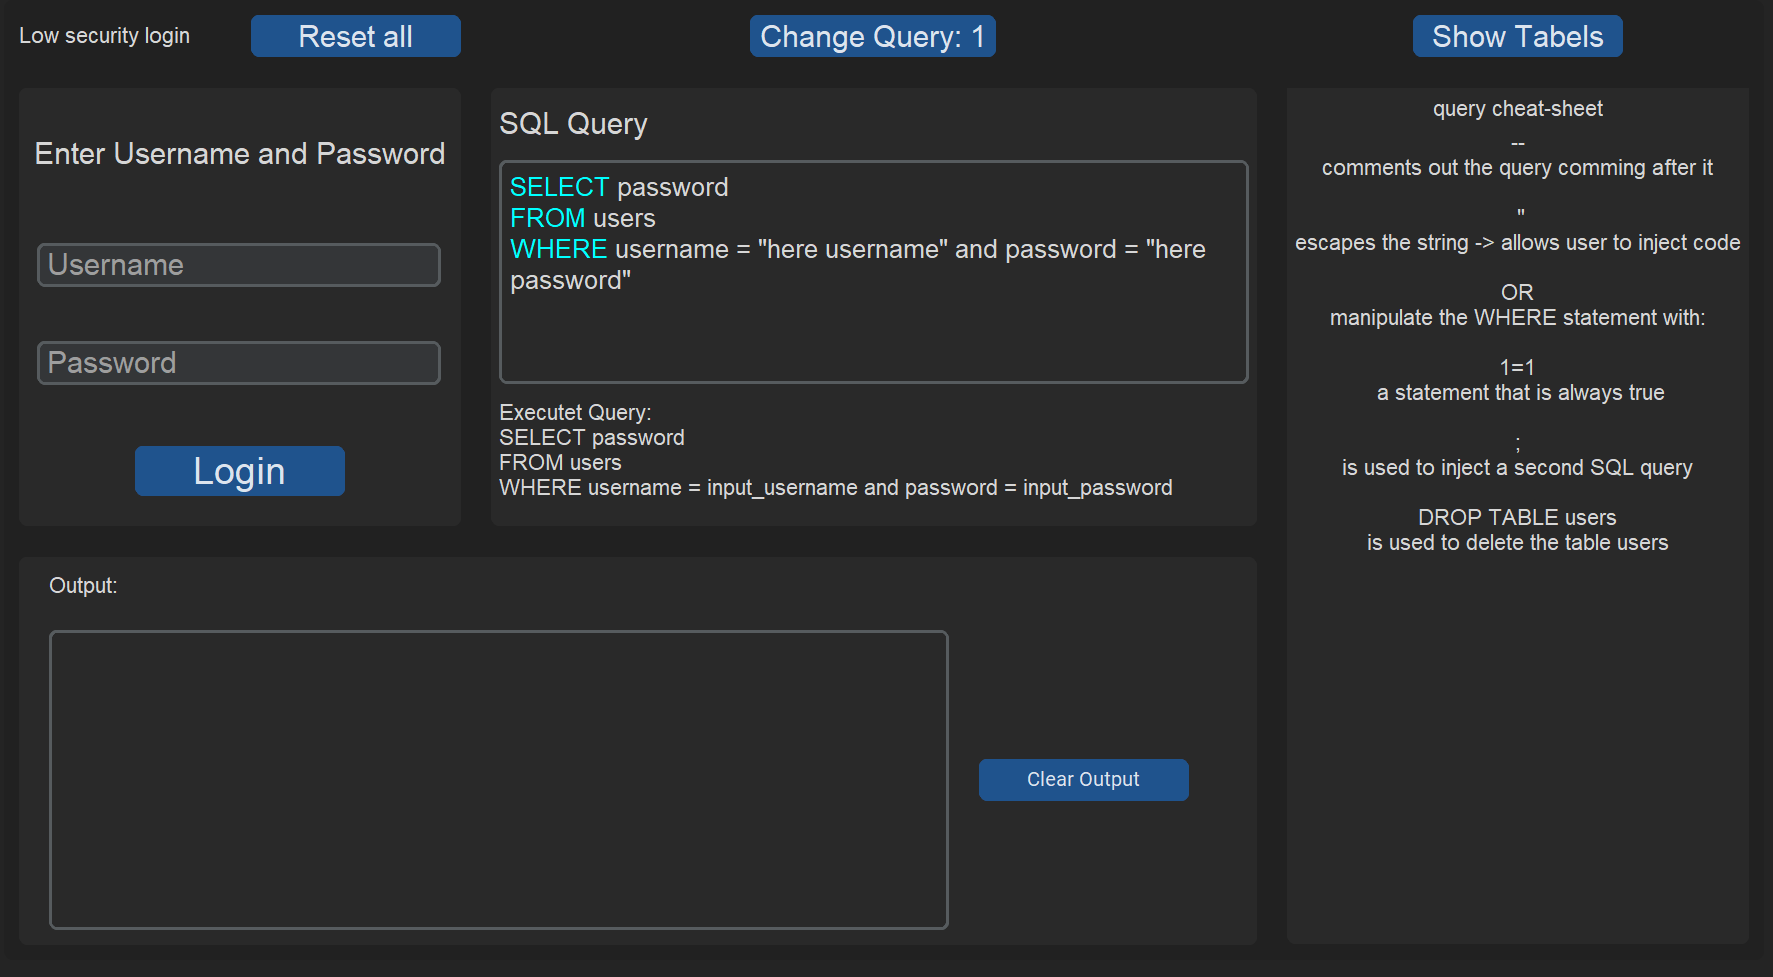 Low security login
Reset all
Change Query: 1
Show Tabels
Enter Username and Password
Username
Password
Login
SQL Query
SELECT password
FROM users
WHERE username = "here username" and password = "here
password"
Executet Query:
SELECT password
FROM users
WHERE username = input_username and password = input_password
query cheat-sheet
--
comments out the query comming after it
"
escapes the string -> allows user to inject code
OR
manipulate the WHERE statement with:
1=1
a statement that is always true
;
is used to inject a second SQL query
DROP TABLE users
is used to delete the table users
Output:
Clear Output